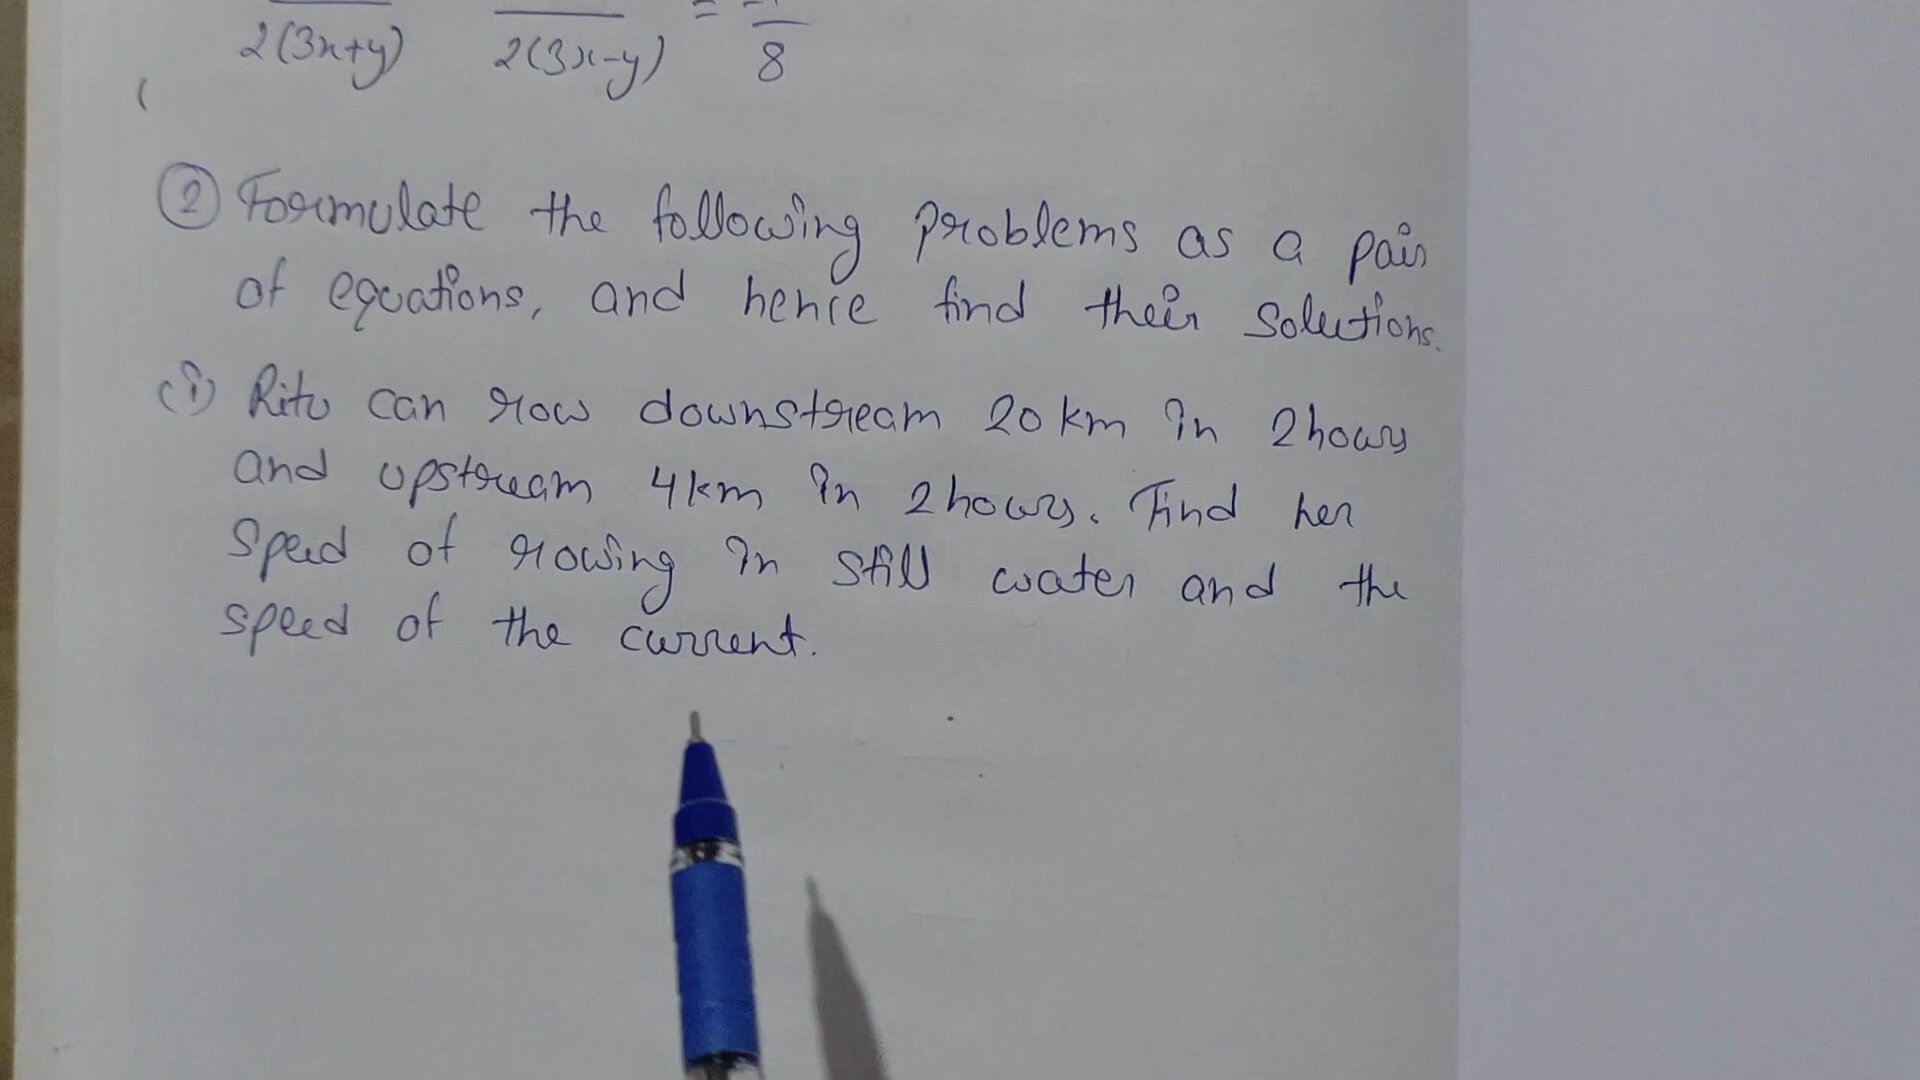 2(3x+y) 2(3x-y) = 8
② Formulate the following problems as a pair
of equations, and hence find their solutions.
(i) Ritu can row downstream 20 km in 2 hours
and upstream 4 km in 2 hours. Find her
speed of rowing in still water and the
speed of the current.